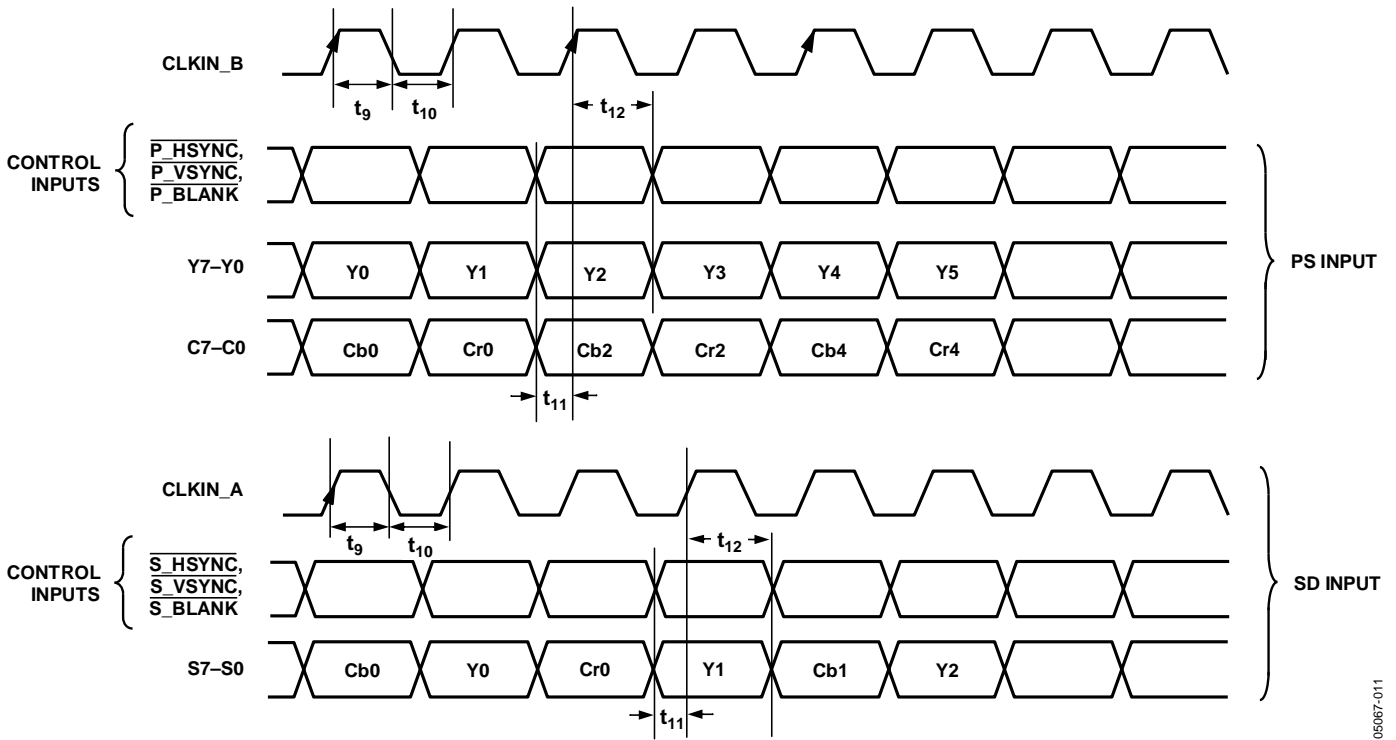 CLKIN_B
t9
t10
t12
CONTROL
INPUTS
P_HSYNC,
P_VSYNC,
P_BLANK
Y7–Y0
Y0
Y1
Y2
Y3
Y4
Y5
PS INPUT
C7–C0
Cb0
Cr0
Cb2
Cr2
Cb4
Cr4
t11
CLKIN_A
t9
t10
t12
CONTROL
INPUTS
S_HSYNC,
S_VSYNC,
S_BLANK
SD INPUT
S7–S0
Cb0
Y0
Cr0
Y1
Cb1
Y2
t11
05067-011